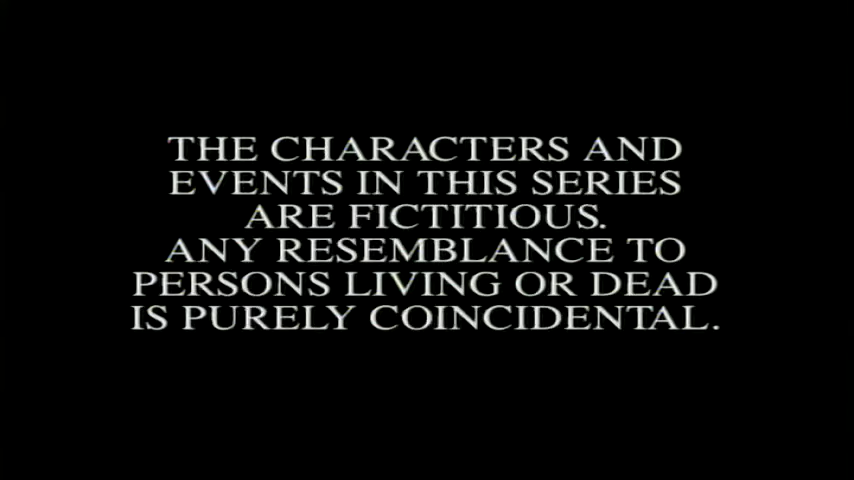 THE CHARACTERS AND
EVENTS IN THIS SERIES
ARE FICTITIOUS.
ANY RESEMBLANCE TO
PERSONS LIVING OR DEAD
IS PURELY COINCIDENTAL.